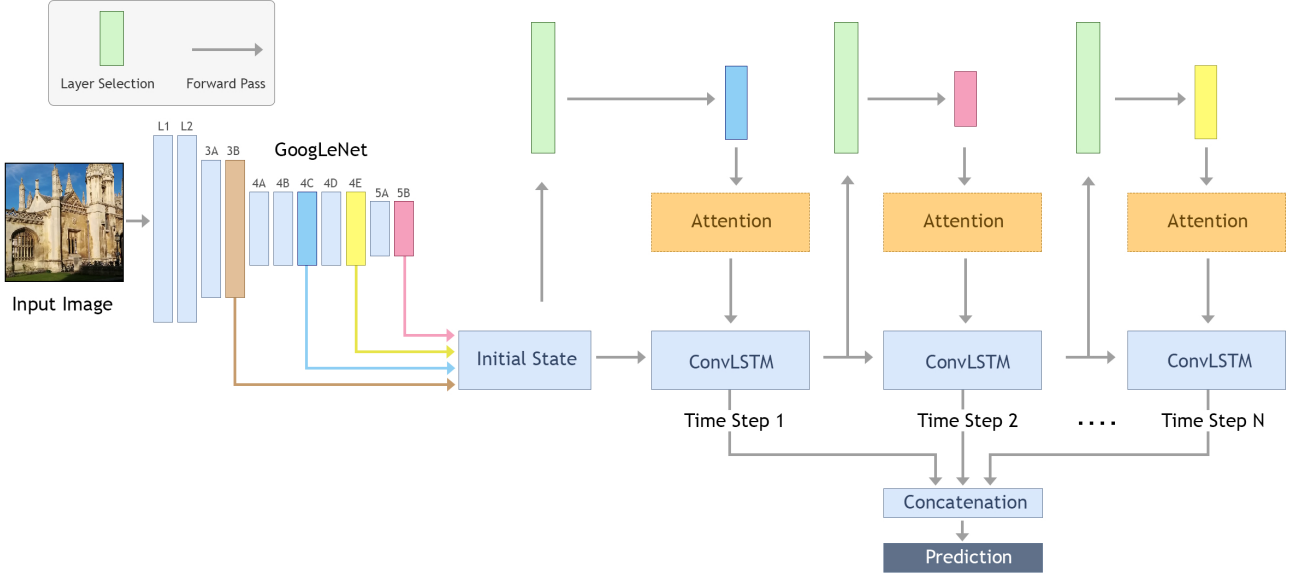 Layer Selection
Forward Pass
L1 L2
3A 3B
GoogLeNet
4A 4B 4C 4D 4E
5A 5B
Input Image
Attention
Attention
Attention
Initial State
ConvLSTM
ConvLSTM
ConvLSTM
Time Step 1
Time Step 2
....
Time Step N
Concatenation
Prediction